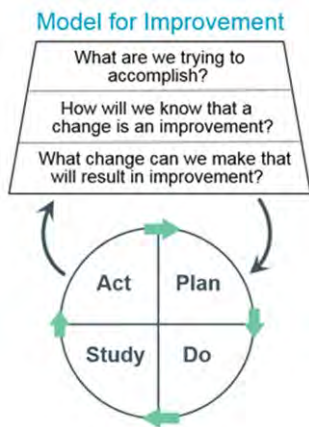 Model for Improvement
What are we trying to
accomplish?
How will we know that a
change is an improvement?
What change can we make that
will result in improvement?
Act
Plan
Study
Do